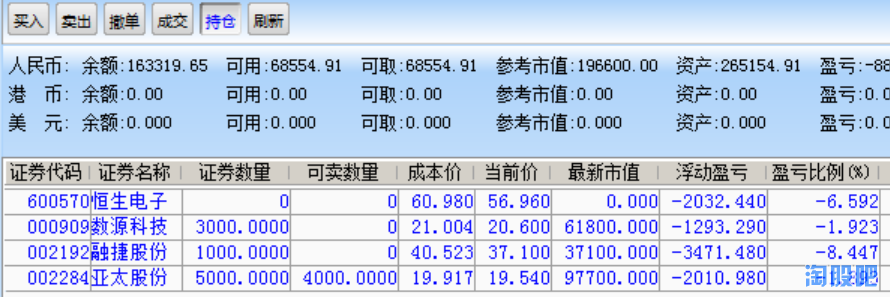 买入 卖出 撤单 成交 持仓 刷新
人民币: 余额:163319.65 可用:68554.91 可取:68554.91 参考市值:196600.00 资产:265154.91 盈亏:-88
港 币: 余额:0.00 可用:0.00 可取:0.00 参考市值:0.00 资产:0.00 盈亏:0.0
美 元: 余额:0.000 可用:0.000 可取:0.000 参考市值:0.000 资产:0.000 盈亏:0.0
证券代码 证券名称 证券数量 可卖数量 成本价 当前价 最新市值 浮动盈亏 盈亏比例(%)
600570 恒生电子 0 0 60.980 56.960 0.000 -2032.440 -6.592
000909 数源科技 3000.0000 0 21.004 20.600 61800.000 -1293.290 -1.923
002192 融捷股份 1000.0000 0 40.523 37.100 37100.000 -3471.480 -8.447
002284 亚太股份 5000.0000 4000.0000 19.917 19.540 97700.000 -2010.980
淘股吧